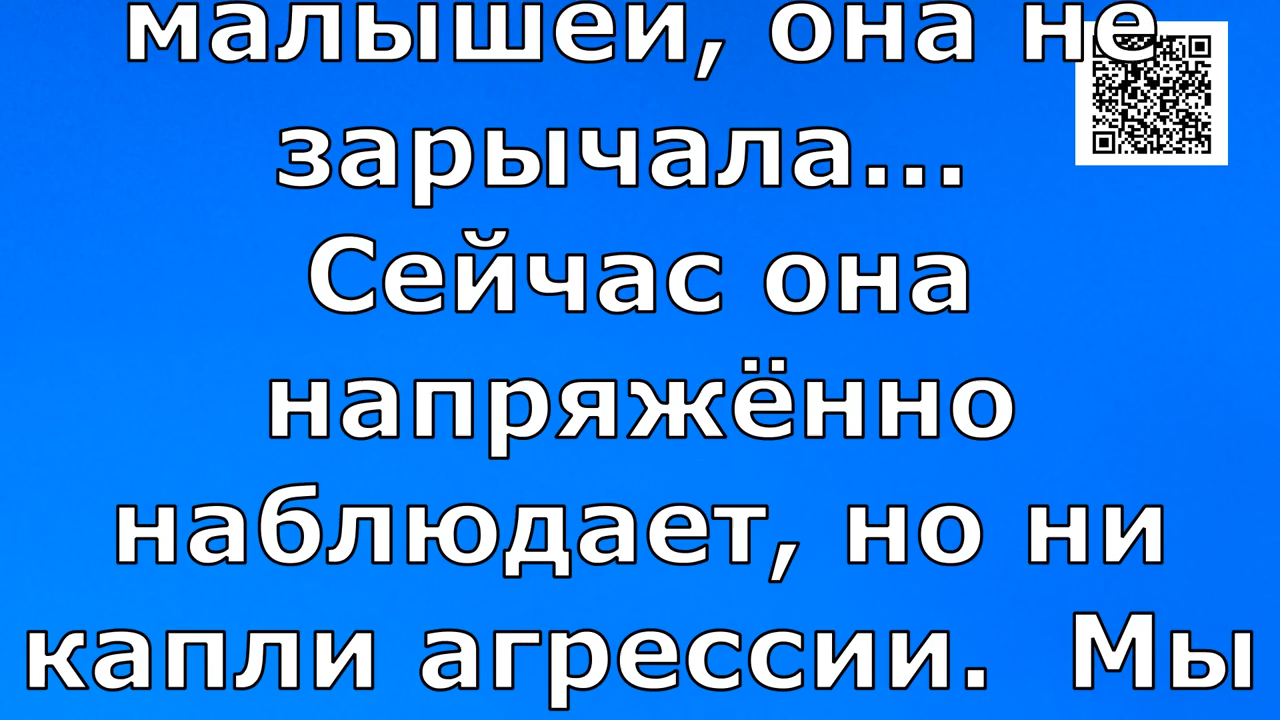 малышей, она не
зарычала...
Сейчас она
напряжённо
наблюдает, но ни
капли агрессии. Мы